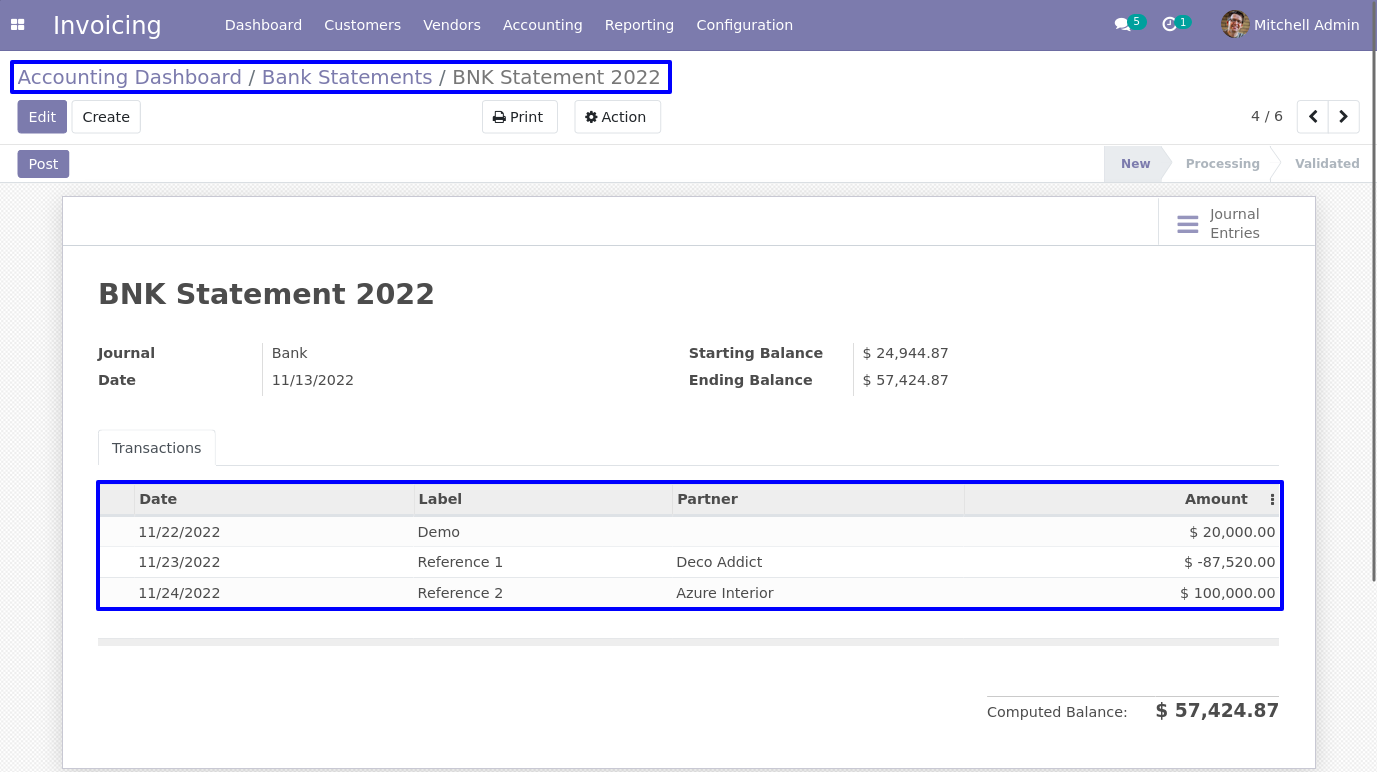 Invoicing Dashboard Customers Vendors Accounting Reporting Configuration 5 1 Mitchell Admin
Accounting Dashboard / Bank Statements / BNK Statement 2022
Edit Create Print Action 4 / 6
Post New Processing Validated
Journal
Entries
BNK Statement 2022
Journal Bank Starting Balance $ 24,944.87
Date 11/13/2022 Ending Balance $ 57,424.87
Transactions
Date Label Partner Amount
11/22/2022 Demo $ 20,000.00
11/23/2022 Reference 1 Deco Addict $ -87,520.00
11/24/2022 Reference 2 Azure Interior $ 100,000.00
Computed Balance: $ 57,424.87